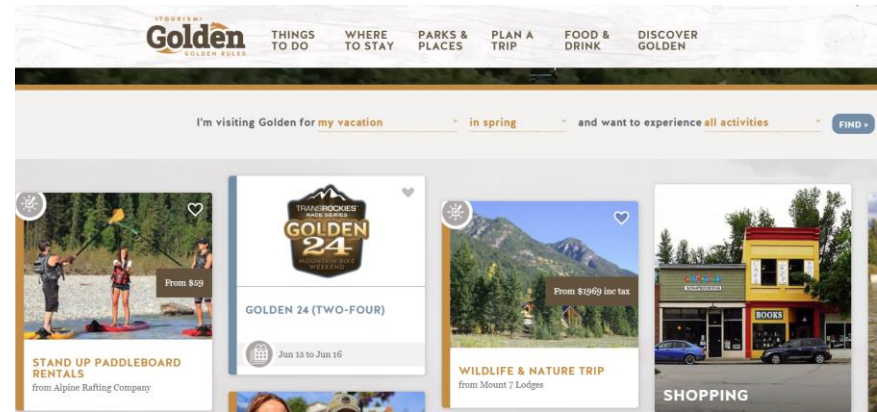 •TOURISM•
Golden
GOLDEN RULES
THINGS TO DO
WHERE TO STAY
PARKS & PLACES
PLAN A TRIP
FOOD & DRINK
DISCOVER GOLDEN
I'm visiting Golden for my vacation in spring and want to experience all activities FIND >
From $59
STAND UP PADDLEBOARD
RENTALS
from Alpine Rafting Company
TRANSROCKIES
RACE SERIES
GOLDEN
24
MOUNTAIN BIKE
WEEKEND
GOLDEN 24 (TWO-FOUR)
Jun 15 to Jun 16
From $1969 inc tax
WILDLIFE & NATURE TRIP
from Mount 7 Lodges
BOOKS
SHOPPING